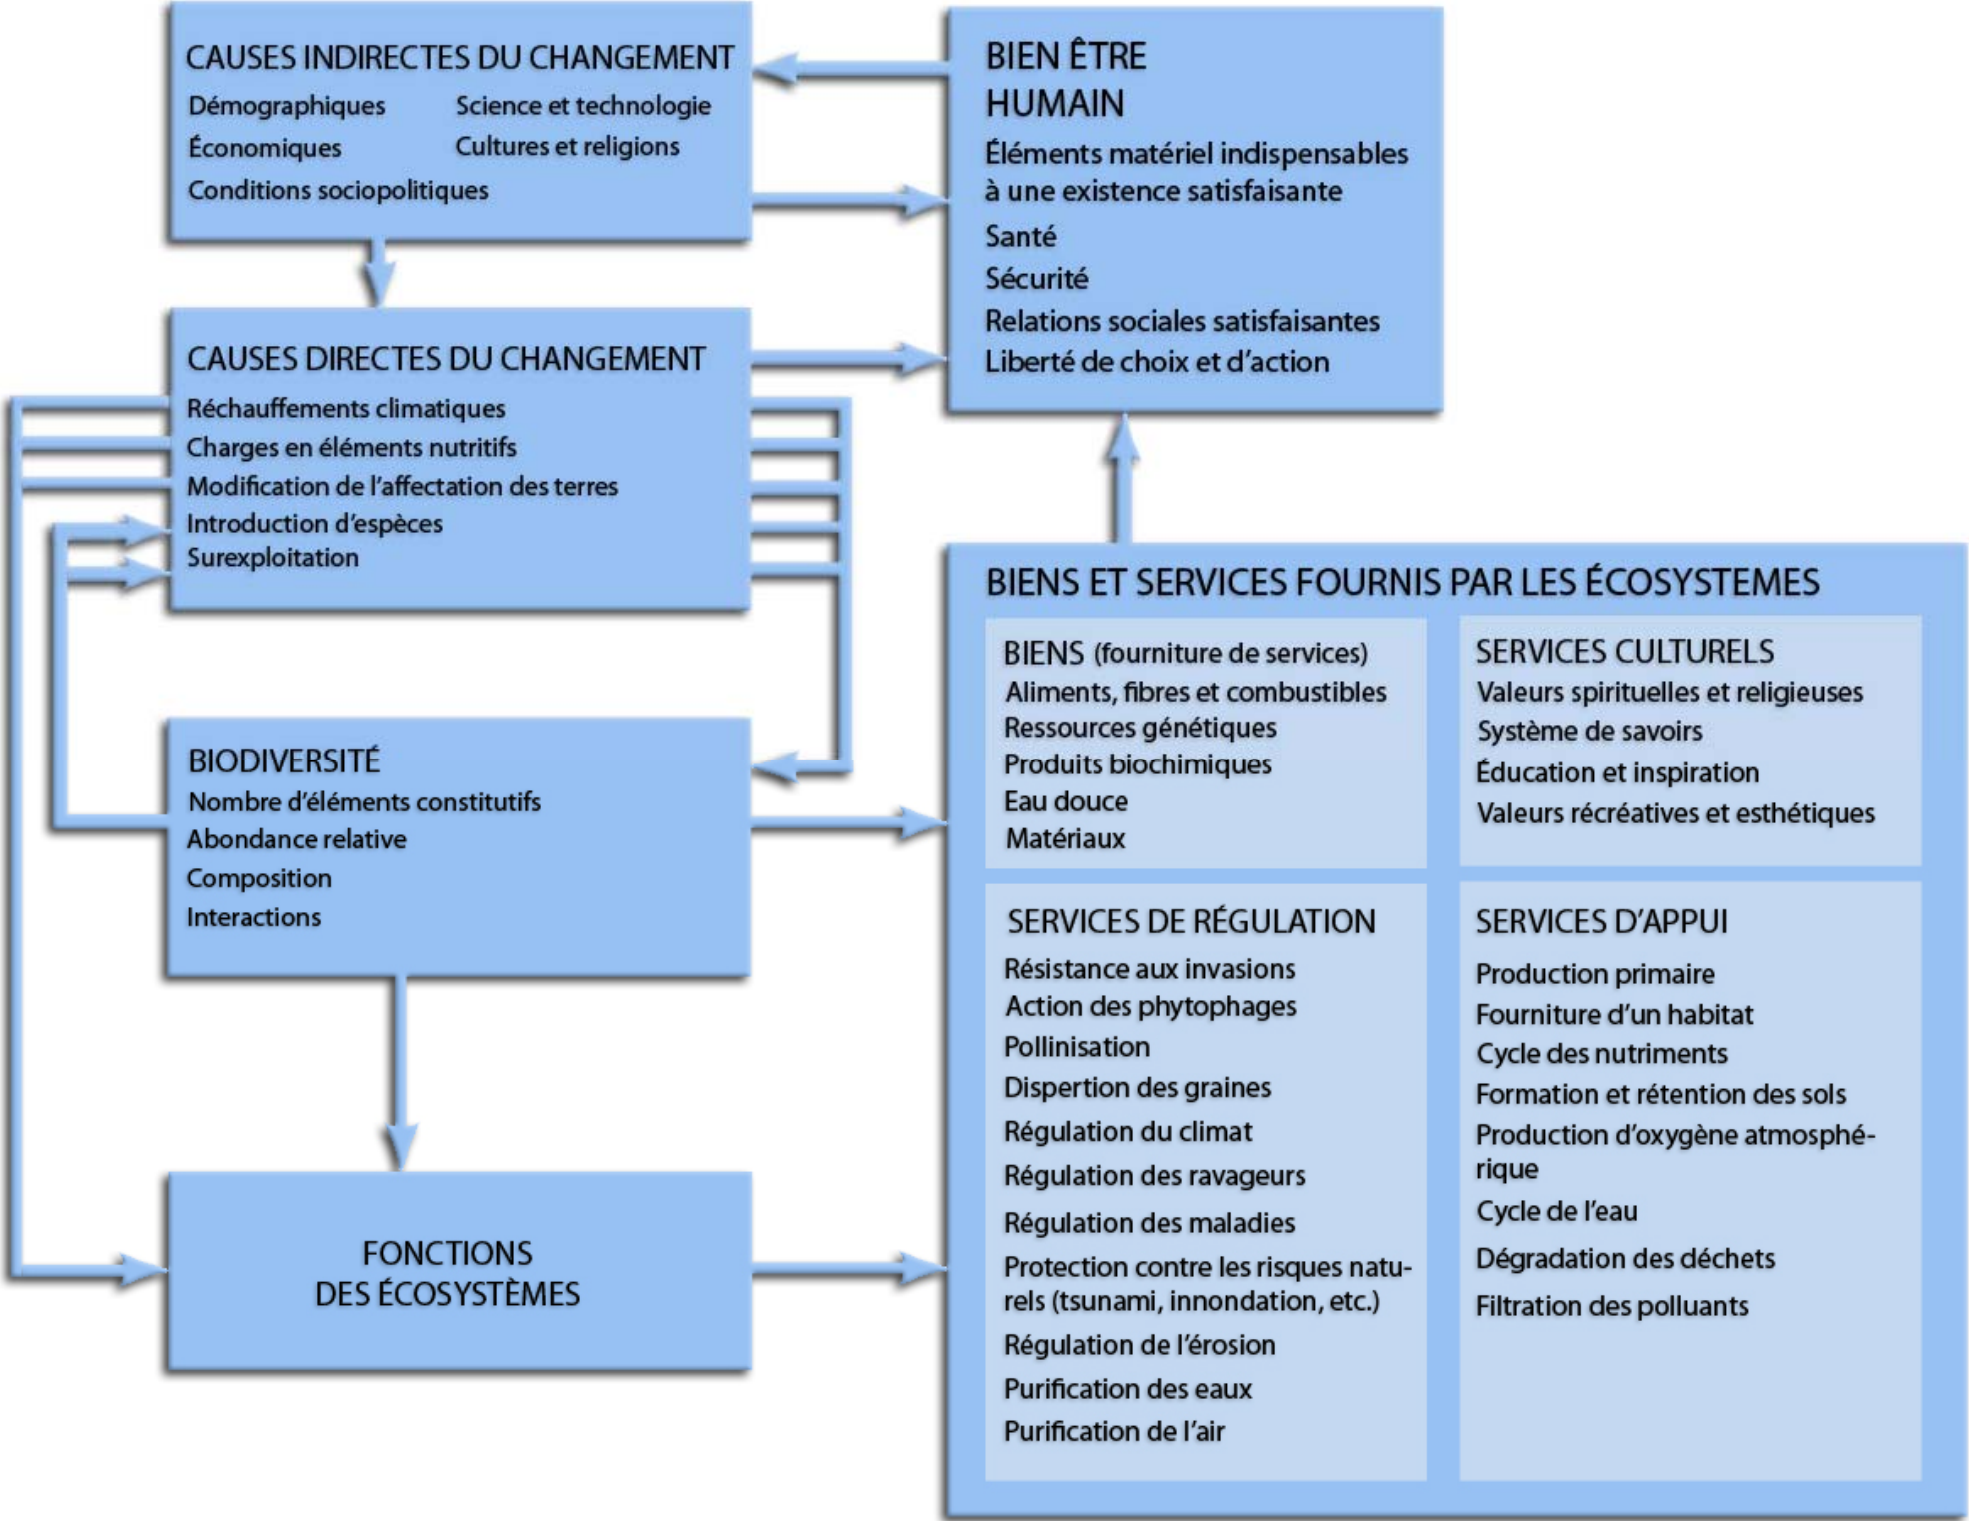 CAUSES INDIRECTES DU CHANGEMENT
Démographiques
Science et technologie
Économiques
Cultures et religions
Conditions sociopolitiques
BIEN ÊTRE
HUMAIN
Éléments matériel indispensables
à une existence satisfaisante
Santé
Sécurité
Relations sociales satisfaisantes
Liberté de choix et d’action
CAUSES DIRECTES DU CHANGEMENT
Réchauffements climatiques
Charges en éléments nutritifs
Modification de l’affectation des terres
Introduction d’espèces
Surexploitation
BIODIVERSITÉ
Nombre d’éléments constitutifs
Abondance relative
Composition
Interactions
FONCTIONS
DES ÉCOSYSTÈMES
BIENS ET SERVICES FOURNIS PAR LES ÉCOSYSTEMES
BIENS (fourniture de services)
Aliments, fibres et combustibles
Ressources génétiques
Produits biochimiques
Eau douce
Matériaux
SERVICES CULTURELS
Valeurs spirituelles et religieuses
Système de savoirs
Éducation et inspiration
Valeurs récréatives et esthétiques
SERVICES DE RÉGULATION
Résistance aux invasions
Action des phytophages
Pollinisation
Dispertion des graines
Régulation du climat
Régulation des ravageurs
Régulation des maladies
Protection contre les risques natu-
rels (tsunami, innondation, etc.)
Régulation de l’érosion
Purification des eaux
Purification de l’air
SERVICES D’APPUI
Production primaire
Fourniture d’un habitat
Cycle des nutriments
Formation et rétention des sols
Production d’oxygène atmosphé-
rique
Cycle de l’eau
Dégradation des déchets
Filtration des polluants